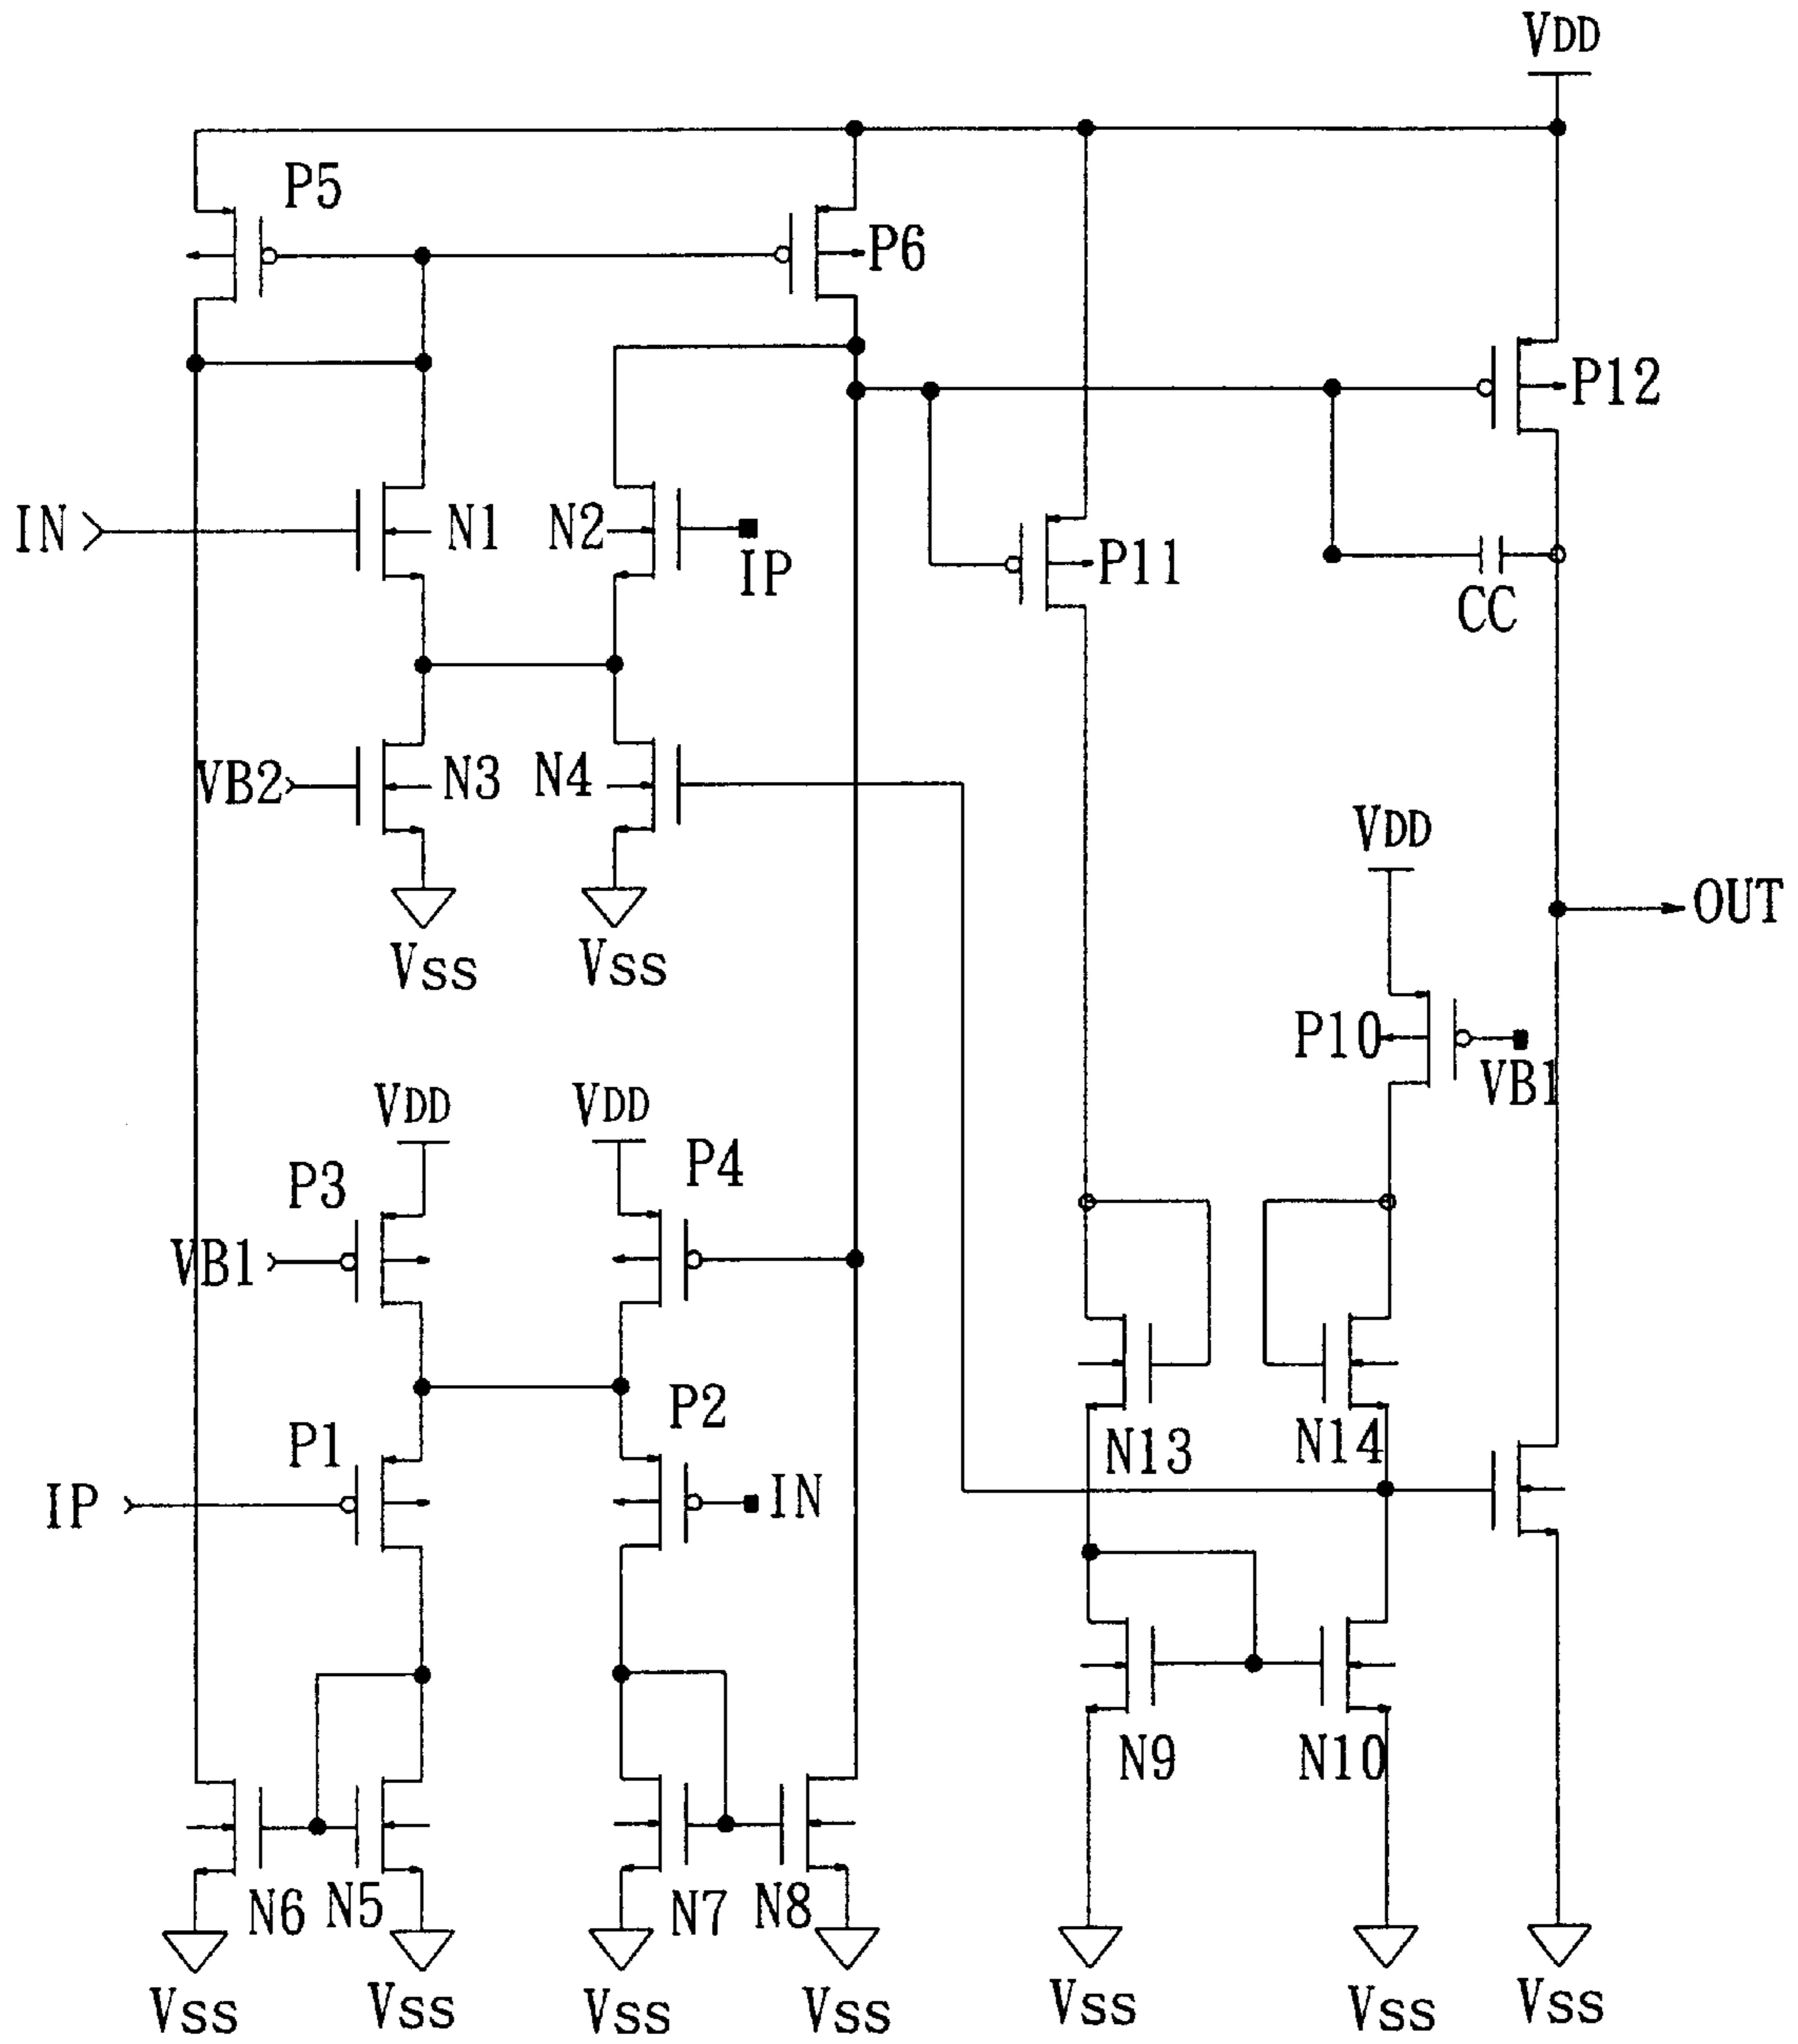 VDD
P5
P6
P12
IN
N1
N2
IP
P11
CC
VB2
N3
N4
VDD
OUT
VSS
VSS
P10
VB1
VDD
VDD
P3
P4
VB1
P2
P1
N13
N14
IP
IN
N9
N10
N6
N5
N7
N8
VSS
VSS
VSS
VSS
VSS
VSS
VSS